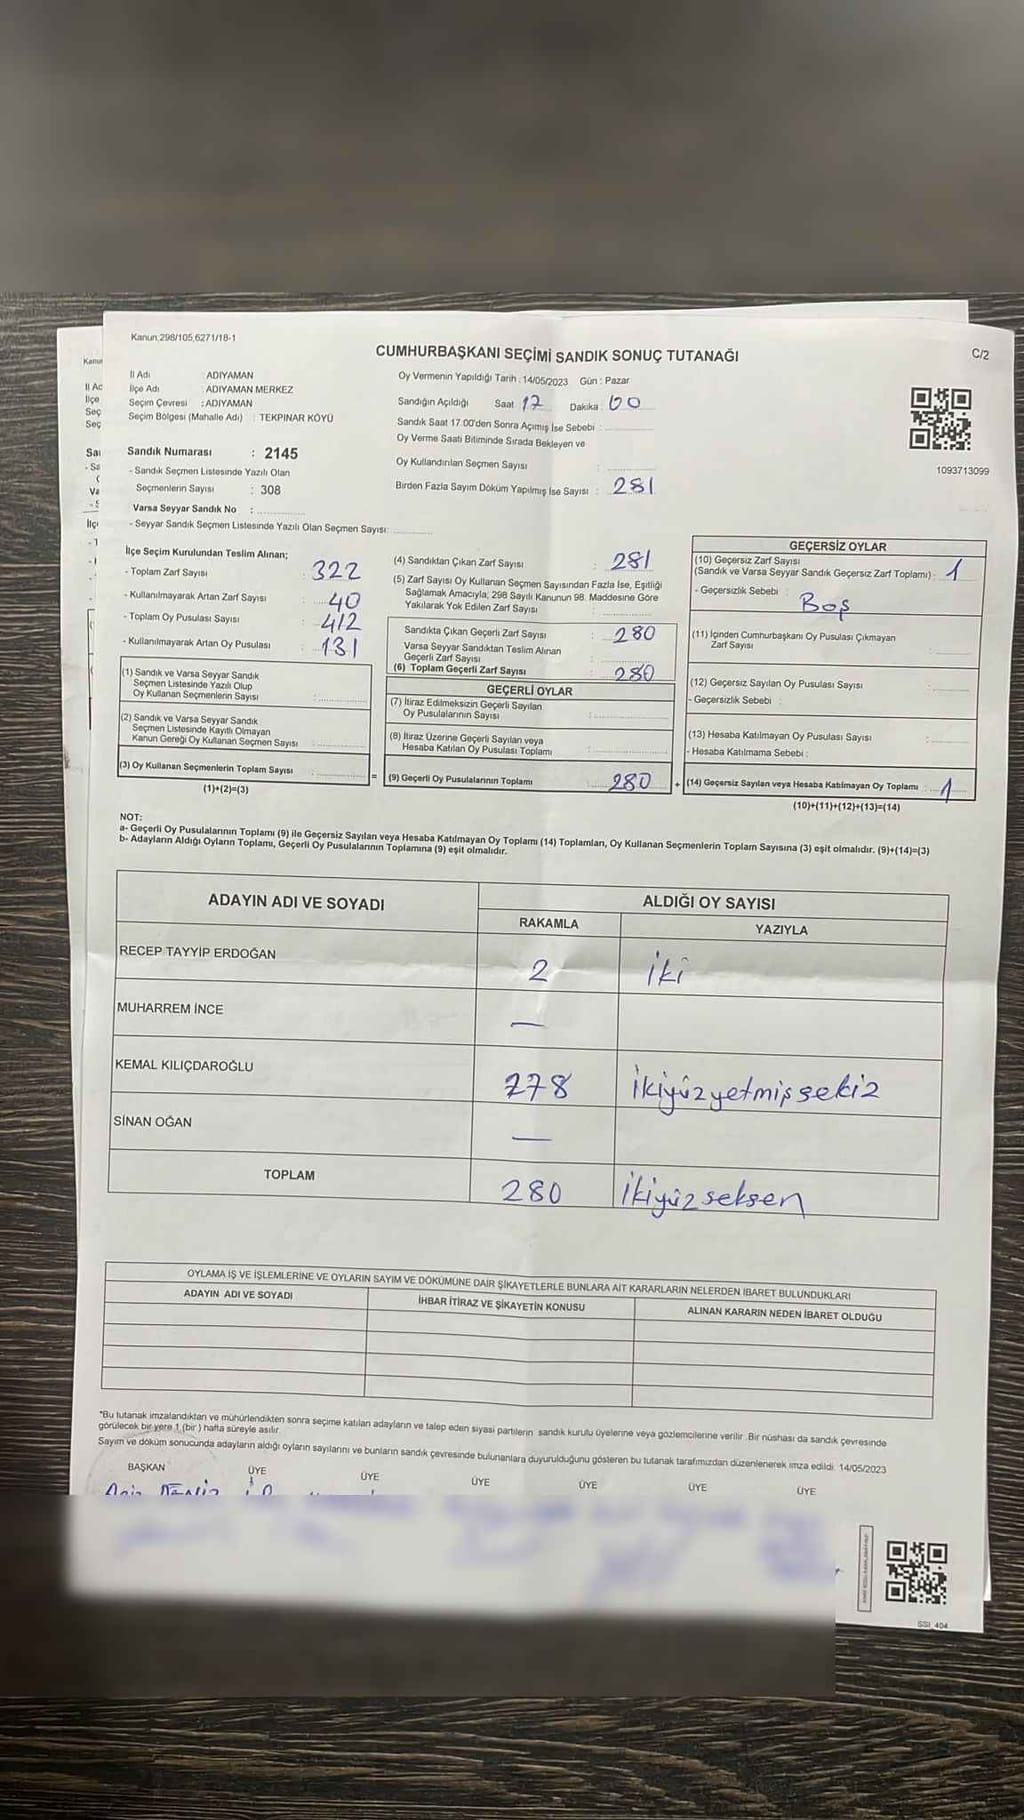 Kanun,298/105,6271/18-1
CUMHURBAŞKANI SEÇİMİ SANDIK SONUÇ TUTANAĞI
C/2
İl Adı : ADIYAMAN
İlçe Adı : ADIYAMAN MERKEZ
Seçim Çevresi : ADIYAMAN
Seçim Bölgesi (Mahalle Adı) : TEKPINAR KÖYÜ
Oy Vermenin Yapıldığı Tarih : 14/05/2023 Gün : Pazar
Sandığın Açıldığı Saat 17 Dakika : 00
Sandık Saat 17.00'den Sonra Açımış İse Sebebi :
Oy Verme Saati Bitiminde Sırada Bekleyen ve
Oy Kullandırılan Seçmen Sayısı :
Birden Fazla Sayım Döküm Yapılmış İse Sayısı : 281
1093713099
Sandık Numarası : 2145
- Sandık Seçmen Listesinde Yazılı Olan
Seçmenlerin Sayısı : 308
Varsa Seyyar Sandık No :
- Seyyar Sandık Seçmen Listesinde Yazılı Olan Seçmen Sayısı:
İlçe Seçim Kurulundan Teslim Alınan;
- Toplam Zarf Sayısı : 322
- Kullanılmayarak Artan Zarf Sayısı : 40
- Toplam Oy Pusulası Sayısı : 412
- Kullanılmayarak Artan Oy Pusulası : 131
(1) Sandık ve Varsa Seyyar Sandık
Seçmen Listesinde Yazılı Olup
Oy Kullanan Seçmenlerin Sayısı :
(2) Sandık ve Varsa Seyyar Sandık
Seçmen Listesinde Kayıtlı Olmayan
Kanun Gereği Oy Kullanan Seçmen Sayısı :
(3) Oy Kullanan Seçmenlerin Toplam Sayısı :
(1)+(2)=(3)
=
(4) Sandıktan Çıkan Zarf Sayısı : 281
(5) Zarf Sayısı Oy Kullanan Seçmen Sayısından Fazla İse, Eşitliği
Sağlamak Amacıyla, 298 Sayılı Kanunun 98. Maddesine Göre
Yakılarak Yok Edilen Zarf Sayısı :
Sandıkta Çıkan Geçerli Zarf Sayısı : 280
Varsa Seyyar Sandıktan Teslim Alınan
Geçerli Zarf Sayısı :
(6) Toplam Geçerli Zarf Sayısı : 280
GEÇERLİ OYLAR
(7) İtiraz Edilmeksizin Geçerli Sayılan
Oy Pusulalarının Sayısı :
(8) İtiraz Üzerine Geçerli Sayılan veya
Hesaba Katılan Oy Pusulası Toplamı :
(9) Geçerli Oy Pusulalarının Toplamı : 280
+
GEÇERSİZ OYLAR
(10) Geçersiz Zarf Sayısı
(Sandık ve Varsa Seyyar Sandık Geçersiz Zarf Toplamı) : 1
- Geçersizlik Sebebi : Boş
(11) İçinden Cumhurbaşkanı Oy Pusulası Çıkmayan
Zarf Sayısı :
(12) Geçersiz Sayılan Oy Pusulası Sayısı :
- Geçersizlik Sebebi :
(13) Hesaba Katılmayan Oy Pusulası Sayısı :
- Hesaba Katılmama Sebebi :
(14) Geçersiz Sayılan veya Hesaba Katılmayan Oy Toplamı : 1
(10)+(11)+(12)+(13)=(14)
NOT:
a- Geçerli Oy Pusulalarının Toplamı (9) ile Geçersiz Sayılan veya Hesaba Katılmayan Oy Toplamı (14) Toplamları, Oy Kullanan Seçmenlerin Toplam Sayısına (3) eşit olmalıdır. (9)+(14)=(3)
b- Adayların Aldığı Oyların Toplamı, Geçerli Oy Pusulalarının Toplamına (9) eşit olmalıdır.
ADAYIN ADI VE SOYADI
ALDIĞI OY SAYISI
RAKAMLA YAZIYLA
RECEP TAYYİP ERDOĞAN 2 iki
MUHARREM İNCE —
KEMAL KILIÇDAROĞLU 278 ikiyüzyetmişsekiz
SİNAN OĞAN —
TOPLAM 280 ikiyüzseksen
OYLAMA İŞ VE İŞLEMLERİNE VE OYLARIN SAYIM VE DÖKÜMÜNE DAİR ŞİKAYETLERLE BUNLARA AİT KARARLARIN NELERDEN İBARET BULUNDUKLARI
ADAYIN ADI VE SOYADI İHBAR İTİRAZ VE ŞİKAYETİN KONUSU ALINAN KARARIN NEDEN İBARET OLDUĞU
*Bu tutanak imzalandıktan ve mühürlendikten sonra seçime katılan adayların ve talep eden siyasi partilerin sandık kurulu üyelerine veya gözlemcilerine verilir .Bir nüshası da sandık çevresinde
görülecek bir yere 1 (bir ) hafta süreyle asılır.
Sayım ve döküm sonucunda adayların aldığı oyların sayılarını ve bunların sandık çevresinde bulunanlara duyurulduğunu gösteren bu tutanak tarafımızdan düzenlenerek imza edildi. 14/05/2023
BAŞKAN ÜYE ÜYE ÜYE ÜYE ÜYE ÜYE
SSI_404